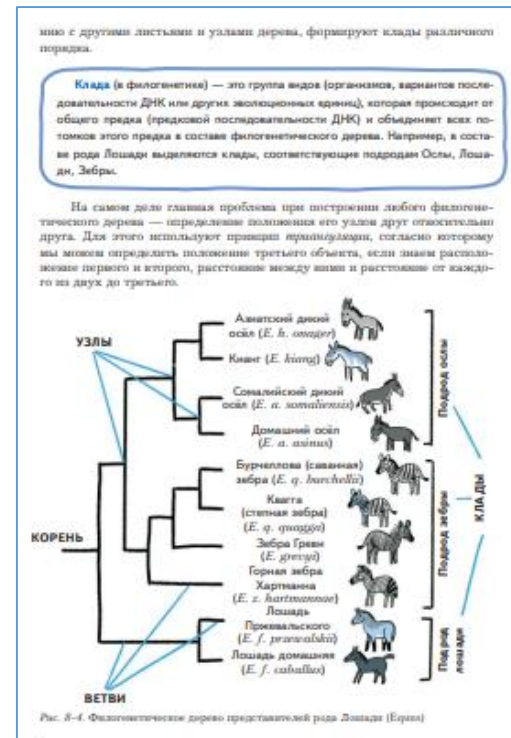 нию с другими листьями и узлами дерева, формируют клады различного
порядка.
Клада (в филогенетике) — это группа видов (организмов, вариантов после-
довательности ДНК или других эволюционных единиц), которая происходит от
общего предка (предковой последовательности ДНК) и объединяет всех по-
томков этого предка в составе филогенетического дерева. Например, в соста-
ве рода Лошади выделяются клады, соответствующие подродам Ослы, Лоша-
ди, Зебры.
На самом деле главная проблема при построении любого филогене-
тического дерева — определение положения его узлов друг относительно
друга. Для этого используют принцип триангуляции, согласно которому
мы можем определить положение третьего объекта, если знаем располо-
жение первого и второго, расстояние между ними и расстояние от каждо-
го из двух до третьего.
УЗЛЫ
Азиатский дикий
осёл (E. h. onager)
Кианг (E. kiang)
Сомалийский дикий
осёл (E. a. somaliensis)
Домашний осёл
(E. a. asinus)
Подрод ослы
Бурчеллова (саванная)
зебра (E. q. burchellii)
Квагга
(степная зебра)
(E. q. quagga)
Зебра Греви
(E. grevyi)
Горная зебра
Хартманна
(E. z. hartmannae)
Подрод зебры
КЛАДЫ
КОРЕНЬ
Лошадь
Пржевальского
(E. f. przewalskii)
Лошадь домашняя
(E. f. caballus)
Подрод
лошади
ВЕТВИ
Рис. 8-4. Филогенетическое дерево представителей рода Лошади (Equus)